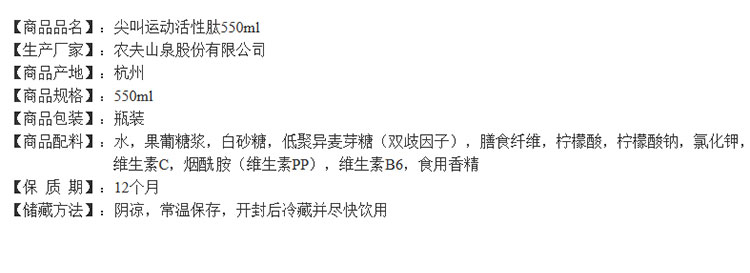 【商品品名】：尖叫运动活性肽550ml
【生产厂家】：农夫山泉股份有限公司
【商品产地】：杭州
【商品规格】：550ml
【商品包装】：瓶装
【商品配料】：水，果葡糖浆，白砂糖，低聚异麦芽糖（双歧因子），膳食纤维，柠檬酸，柠檬酸钠，氯化钾，
维生素C，烟酰胺（维生素PP），维生素B6，食用香精
【保 质 期】：12个月
【储藏方法】：阴凉，常温保存，开封后冷藏并尽快饮用